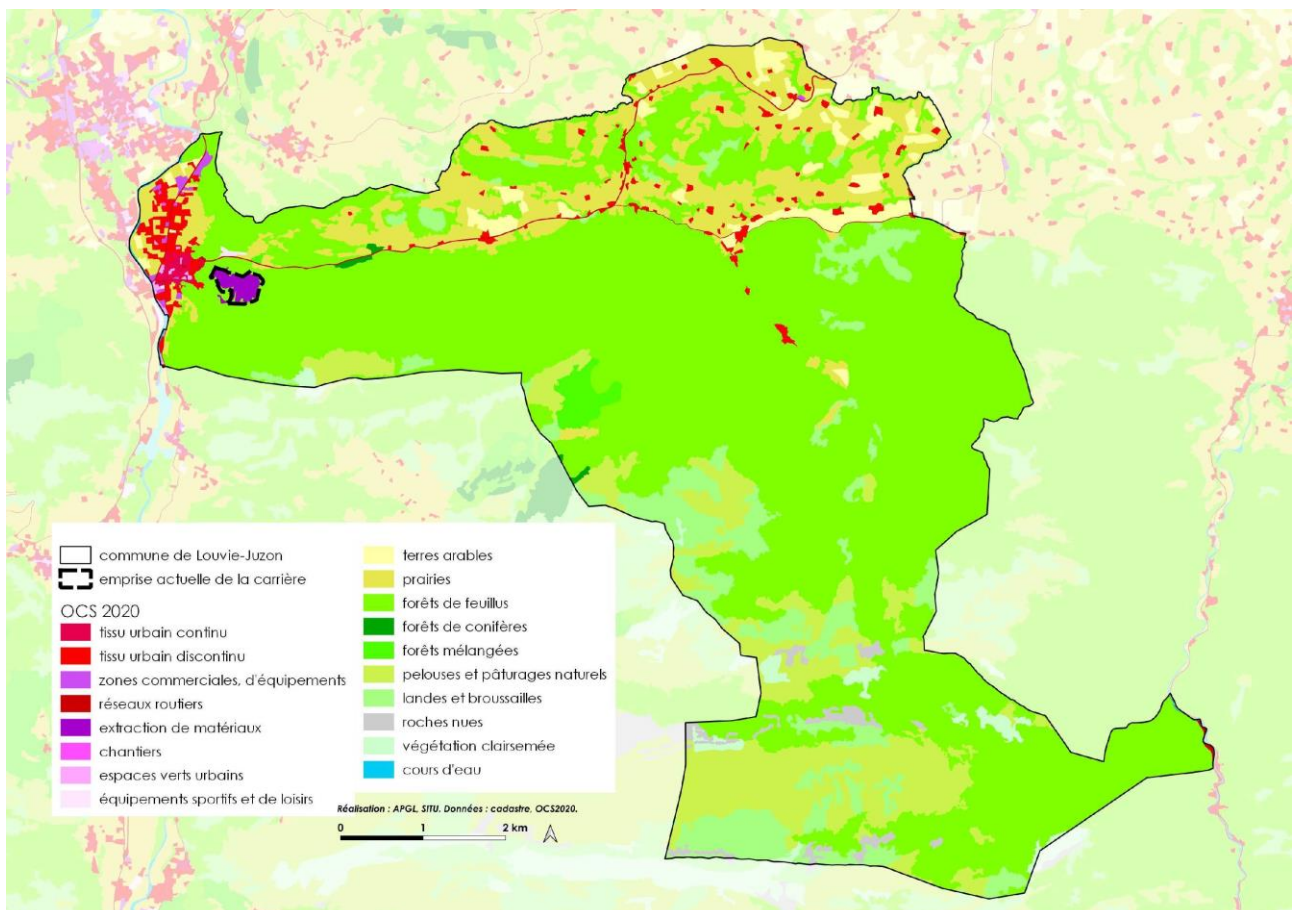 commune de Louvie-Juzon
emprise actuelle de la carrière
OCS 2020
tissu urbain continu
tissu urbain discontinu
zones commerciales, d'équipements
réseaux routiers
extraction de matériaux
chantiers
espaces verts urbains
équipements sportifs et de loisirs
terres arables
prairies
forêts de feuillus
forêts de conifères
forêts mélangées
pelouses et pâturages naturels
landes et broussailles
roches nues
végétation clairsemée
cours d'eau
Réalisation : APGL, SITU. Données : cadastre, OCS2020.
0 1 2 km